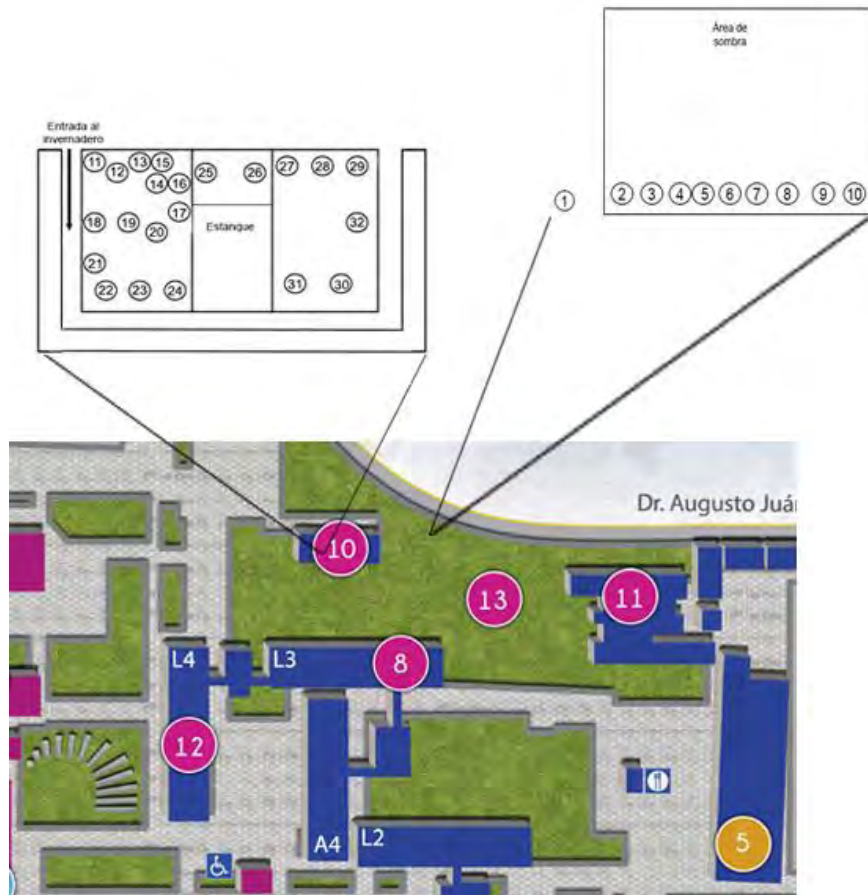 Área de
sombra
Entrada al
invernadero
11 12 13 15 14 16 25 26 27 28 29
1
2 3 4 5 6 7 8 9 10
18 19 20 17 Estanque 32
21
22 23 24 31 30
Dr. Augusto Juá
10
13 11
L4 L3 8
12
A4 L2 5